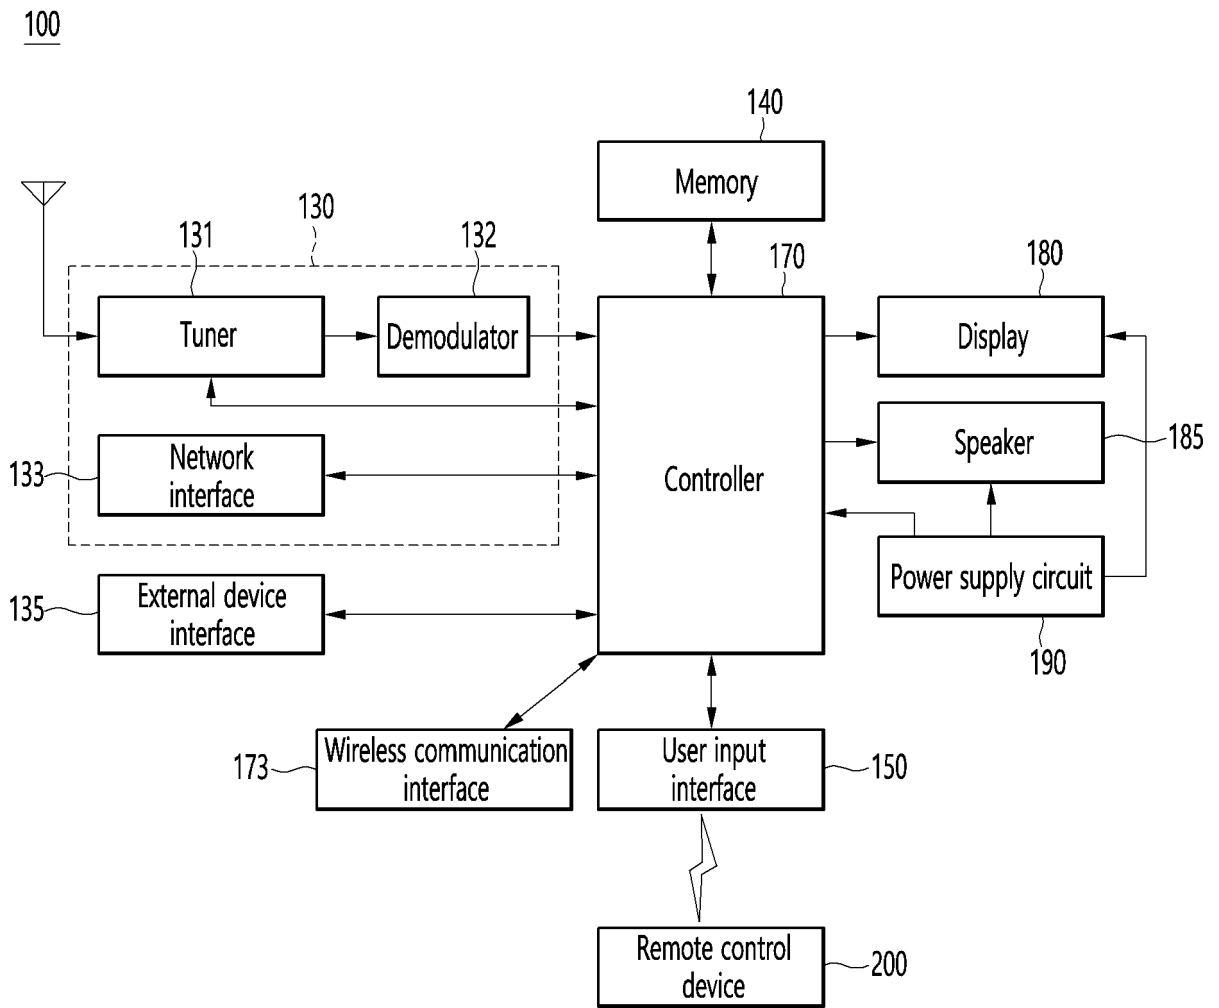 100
140
Memory
130
131
132
170
180
Tuner
Demodulator
Display
Speaker
185
133
Network
interface
Controller
135
External device
interface
Power supply circuit
190
173
Wireless communication
interface
User input
interface
150
Remote control
device
200